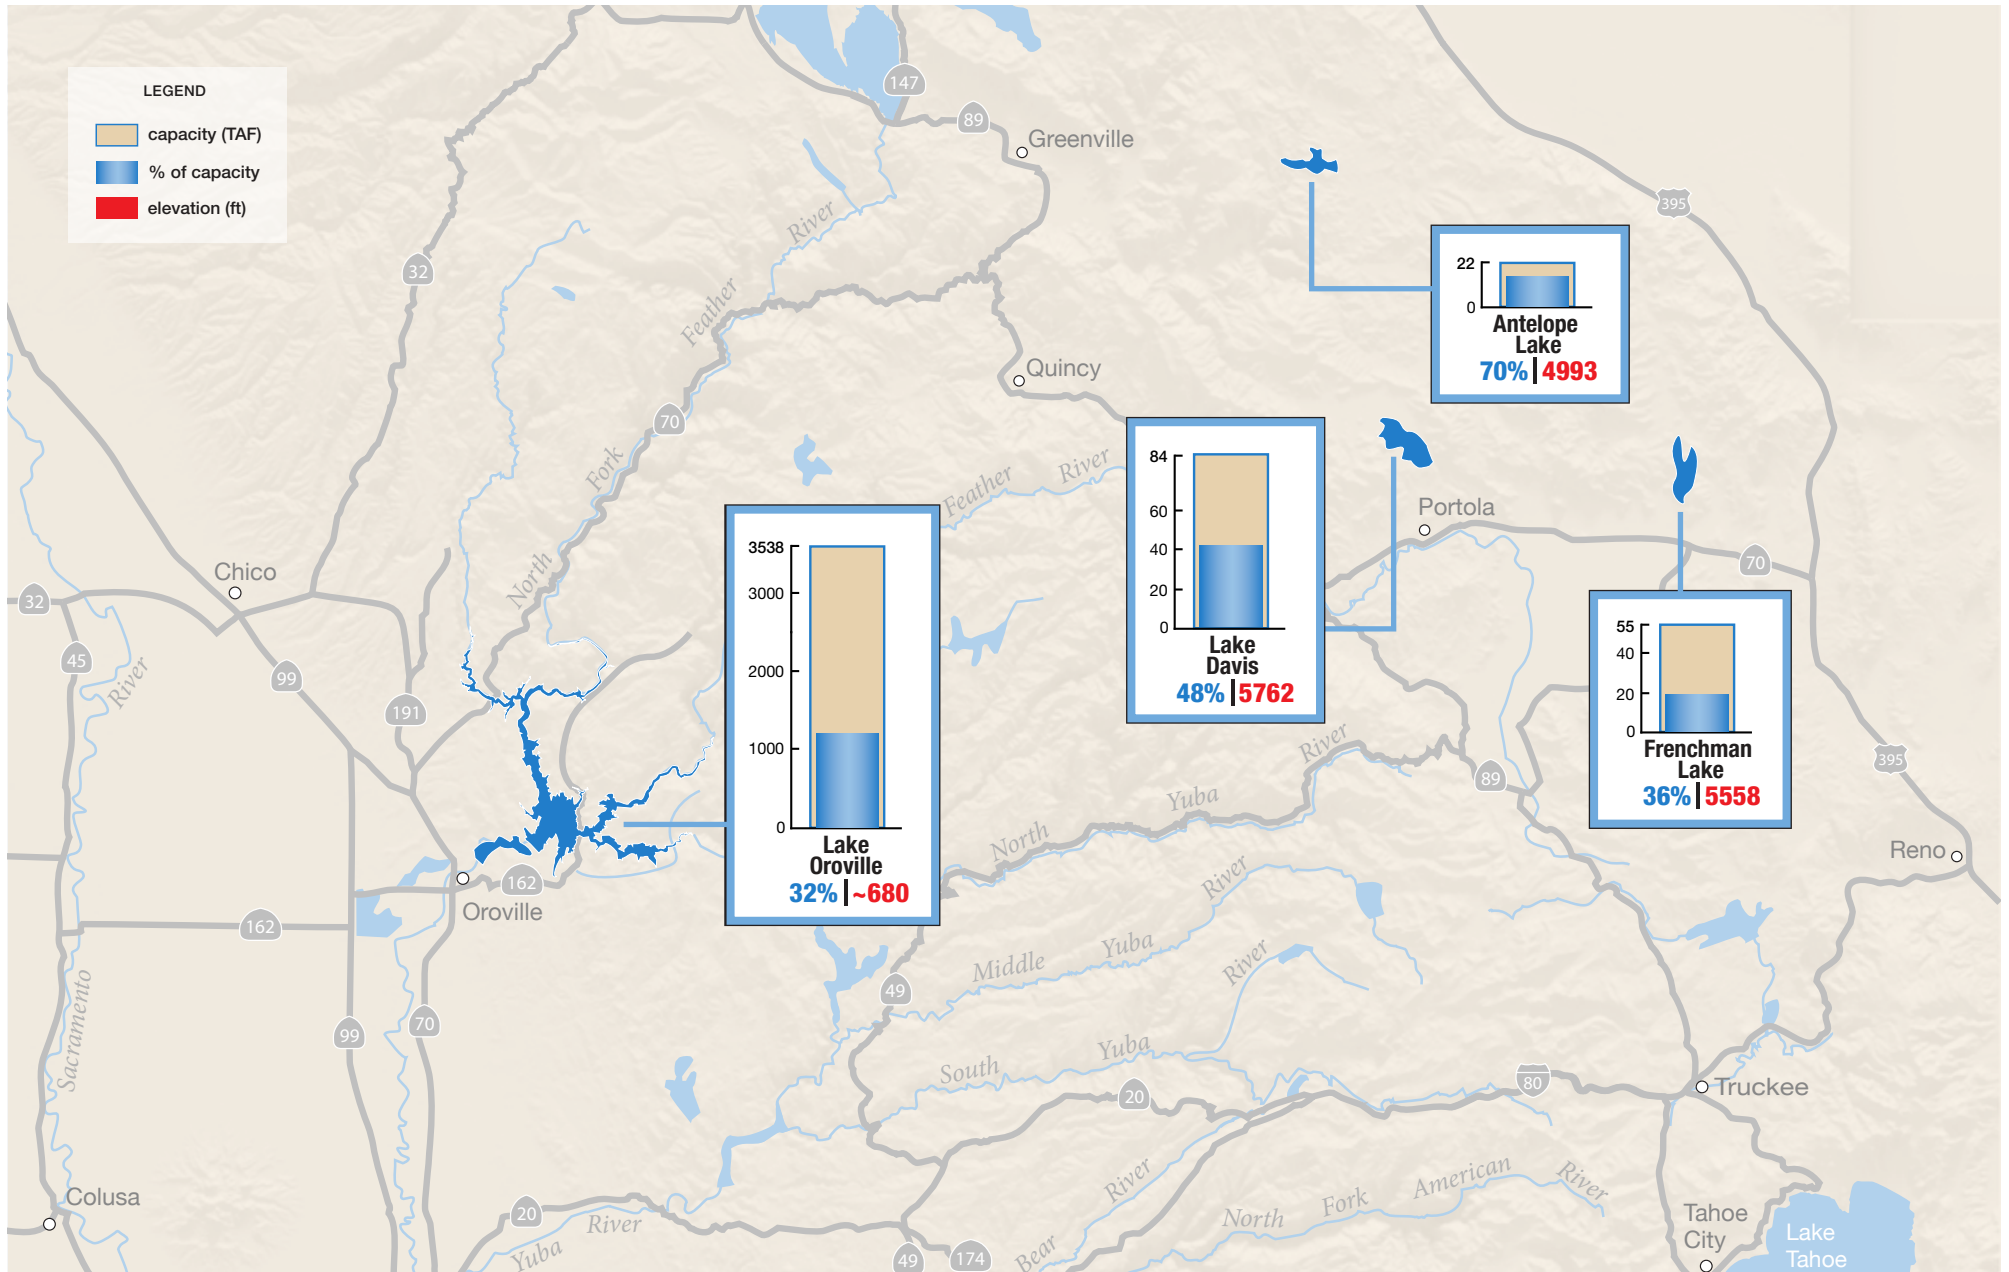 LEGEND
capacity (TAF)
% of capacity
elevation (ft)
147
89
Greenville
395
River
32
Feather
22
0
Antelope
Lake
70% | 4993
Quincy
70
Fork
Feather River
84
60
40
20
0
Lake
Davis
48% | 5762
Portola
70
3538
3000
2000
1000
0
Lake
Oroville
32% | ~680
North
Chico
32
45
River
99
191
55
40
20
0
Frenchman
Lake
36% | 5558
River
89
395
Yuba
North
Reno
River
162
Oroville
162
Yuba
River
Middle
49
Sacramento
99
70
Yuba
South
80
20
Truckee
Colusa
River
American
River
Fork
North
20
River
Yuba
49
174
Bear
Tahoe
City
Lake
Tahoe